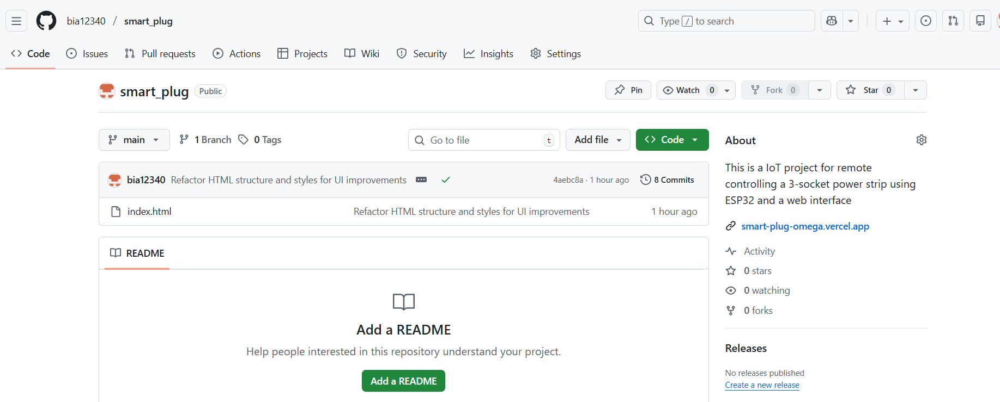 bia12340 / smart_plug
Type / to search
Code
Issues
Pull requests
Actions
Projects
Wiki
Security
Insights
Settings
smart_plug
Public
Pin
Watch 0
Fork 0
Star 0
main
1 Branch
0 Tags
Go to file
t
Add file
Code
bia12340 Refactor HTML structure and styles for UI improvements
4aebc8a · 1 hour ago
8 Commits
index.html
Refactor HTML structure and styles for UI improvements
1 hour ago
README
Add a README
Help people interested in this repository understand your project.
Add a README
About
This is a IoT project for remote
controlling a 3-socket power strip using
ESP32 and a web interface
smart-plug-omega.vercel.app
Activity
0 stars
0 watching
0 forks
Releases
No releases published
Create a new release